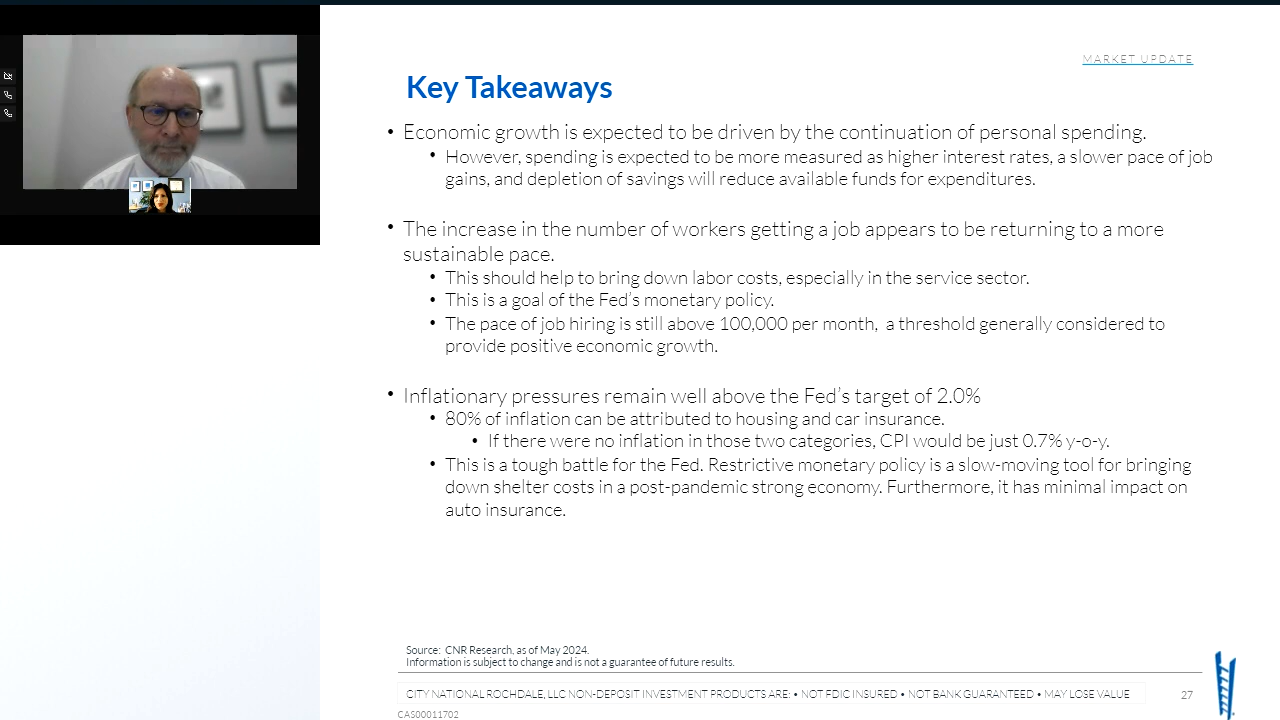 MARKET UPDATE
Key Takeaways
• Economic growth is expected to be driven by the continuation of personal spending.
• However, spending is expected to be more measured as higher interest rates, a slower pace of job
gains, and depletion of savings will reduce available funds for expenditures.
• The increase in the number of workers getting a job appears to be returning to a more
sustainable pace.
• This should help to bring down labor costs, especially in the service sector.
• This is a goal of the Fed's monetary policy.
• The pace of job hiring is still above 100,000 per month, a threshold generally considered to
provide positive economic growth.
• Inflationary pressures remain well above the Fed's target of 2.0%
• 80% of inflation can be attributed to housing and car insurance.
• If there were no inflation in those two categories, CPI would be just 0.7% y-o-y.
• This is a tough battle for the Fed. Restrictive monetary policy is a slow-moving tool for bringing
down shelter costs in a post-pandemic strong economy. Furthermore, it has minimal impact on
auto insurance.
Source: CNR Research, as of May 2024.
Information is subject to change and is not a guarantee of future results.
CITY NATIONAL ROCHDALE, LLC NON-DEPOSIT INVESTMENT PRODUCTS ARE: • NOT FDIC INSURED • NOT BANK GUARANTEED • MAY LOSE VALUE
27
CAS00011702